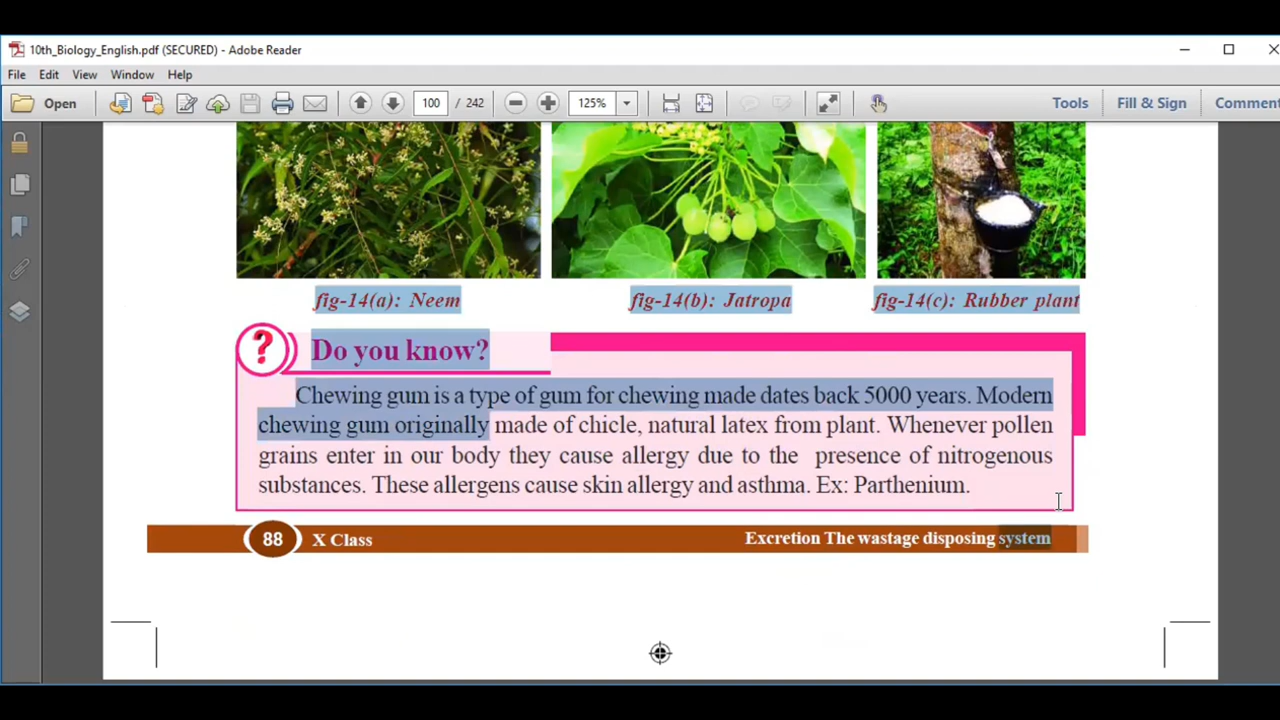 10th_Biology_English.pdf (SECURED) - Adobe Reader
File Edit View Window Help
Open 100 / 242 125% Tools Fill & Sign Comment
fig-14(a): Neem fig-14(b): Jatropa fig-14(c): Rubber plant
? Do you know?
Chewing gum is a type of gum for chewing made dates back 5000 years. Modern
chewing gum originally made of chicle, natural latex from plant. Whenever pollen
grains enter in our body they cause allergy due to the presence of nitrogenous
substances. These allergens cause skin allergy and asthma. Ex: Parthenium.
88 X Class Excretion The wastage disposing system